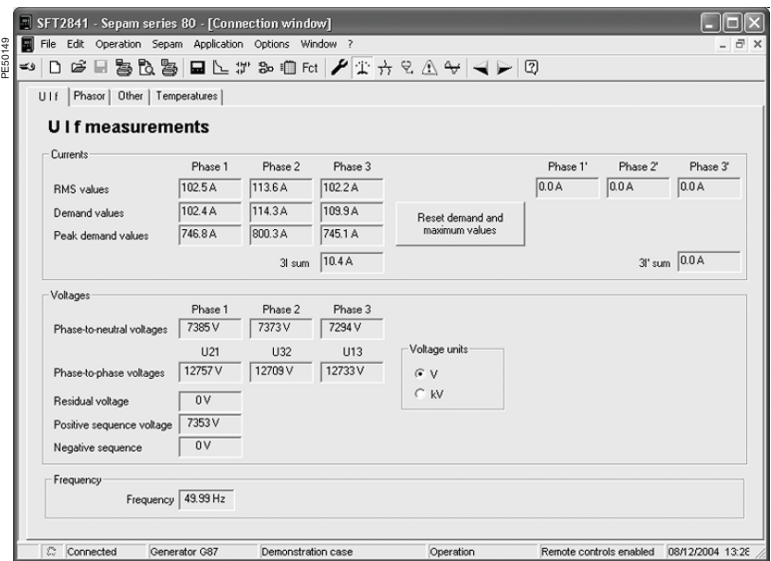 SFT2841 - Sepam series 80 - [Connection window]
PE50149
File Edit Operation Sepam Application Options Window ?
Fct
U I f Phasor Other Temperatures
U I f measurements
Currents
Phase 1 Phase 2 Phase 3 Phase 1' Phase 2' Phase 3'
RMS values 102.5 A 113.6 A 102.2 A 0.0 A 0.0 A 0.0 A
Demand values 102.4 A 114.3 A 109.9 A
Reset demand and
maximum values
Peak demand values 746.8 A 800.3 A 745.1 A
3I sum 10.4 A 3I' sum 0.0 A
Voltages
Phase 1 Phase 2 Phase 3
Phase-to-neutral voltages 7385 V 7373 V 7294 V
U21 U32 U13 Voltage units
Phase-to-phase voltages 12757 V 12709 V 12733 V V
kV
Residual voltage 0 V
Positive sequence voltage 7353 V
Negative sequence 0 V
Frequency
Frequency 49.99 Hz
Connected Generator G87 Demonstration case Operation Remote controls enabled 08/12/2004 13:28